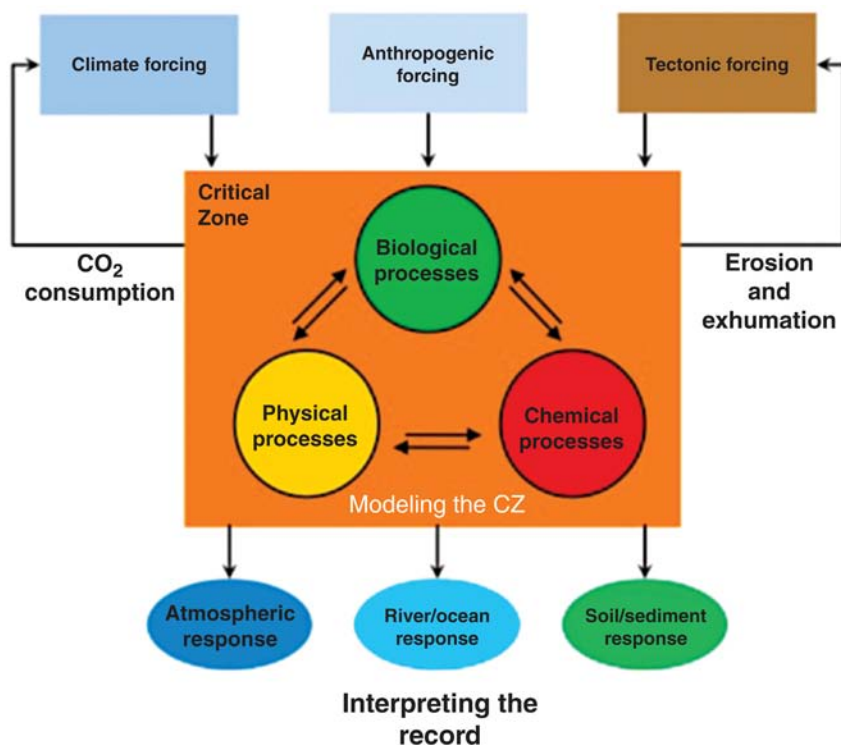 Climate forcing
Anthropogenic
forcing
Tectonic forcing
Critical
Zone
Biological
processes
CO₂
consumption
Erosion
and
exhumation
Physical
processes
Chemical
processes
Modeling the CZ
Atmospheric
response
River/ocean
response
Soil/sediment
response
Interpreting the
record